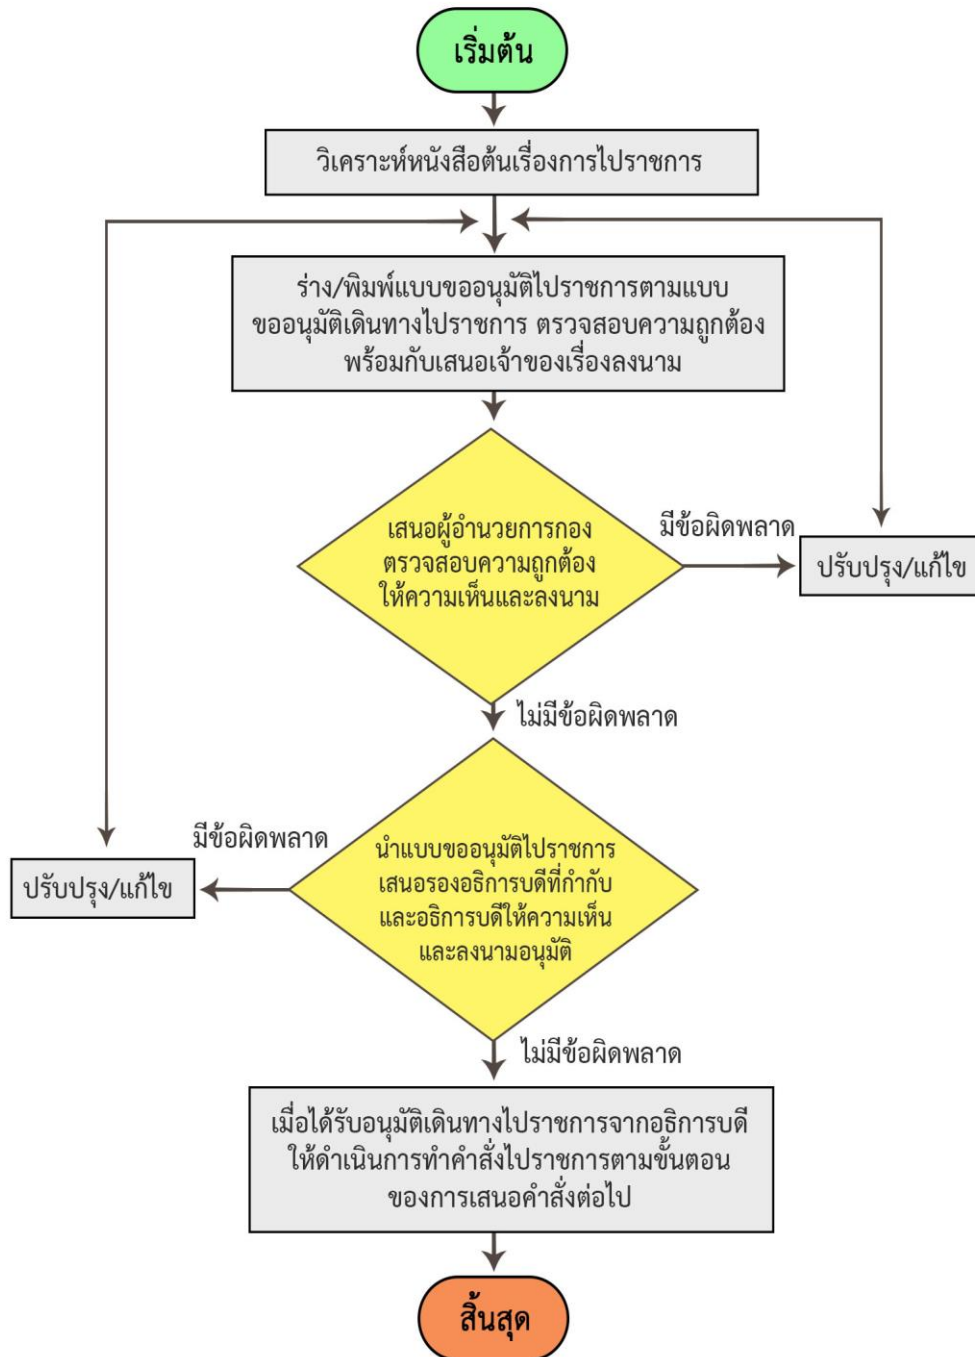 เริ่มต้น
วิเคราะห์หนังสือต้นเรื่องการไปราชการ
ร่าง/พิมพ์แบบขออนุมัติไปราชการตามแบบ
ขออนุมัติเดินทางไปราชการ ตรวจสอบความถูกต้อง
พร้อมกับเสนอเจ้าของเรื่องลงนาม
เสนอผู้อำนวยการกอง
ตรวจสอบความถูกต้อง
ให้ความเห็นและลงนาม
มีข้อผิดพลาด
ปรับปรุง/แก้ไข
ไม่มีข้อผิดพลาด
นำแบบขออนุมัติไปราชการ
เสนอรองอธิการบดีที่กำกับ
และอธิการบดีให้ความเห็น
และลงนามอนุมัติ
มีข้อผิดพลาด
ปรับปรุง/แก้ไข
ไม่มีข้อผิดพลาด
เมื่อได้รับอนุมัติเดินทางไปราชการจากอธิการบดี
ให้ดำเนินการทำคำสั่งไปราชการตามขั้นตอน
ของการเสนอคำสั่งต่อไป
สิ้นสุด